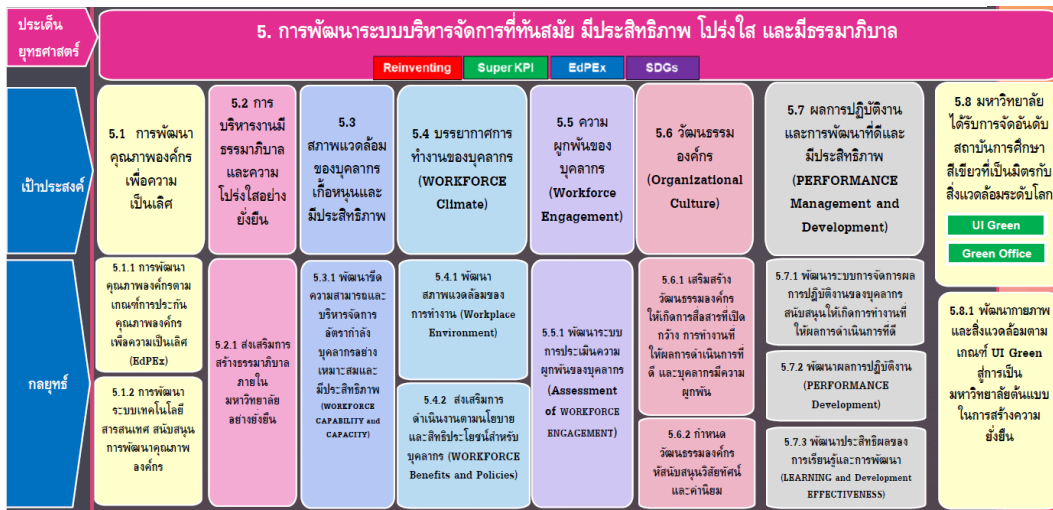 ประเด็น
ยุทธศาสตร์
5. การพัฒนาระบบบริหารจัดการที่ทันสมัย มีประสิทธิภาพ โปร่งใส และมีธรรมาภิบาล
Reinventing
Super KPI
EdPEx
SDGs
เป้าประสงค์
5.1 การพัฒนา
คุณภาพองค์กร
เพื่อความ
เป็นเลิศ
5.2 การ
บริหารงานมี
ธรรมาภิบาล
และความ
โปร่งใสอย่าง
ยั่งยืน
5.3
สภาพแวดล้อม
ของบุคลากร
เกื้อหนุนและ
มีประสิทธิภาพ
5.4 บรรยากาศการ
ทำงานของบุคลากร
(WORKFORCE
Climate)
5.5 ความ
ผูกพันของ
บุคลากร
(Workforce
Engagement)
5.6 วัฒนธรรม
องค์กร
(Organizational
Culture)
5.7 ผลการปฏิบัติงาน
และการพัฒนาที่ดีและ
มีประสิทธิภาพ
(PERFORMANCE
Management and
Development)
5.8 มหาวิทยาลัย
ได้รับการจัดอันดับ
สถาบันการศึกษา
สีเขียวที่เป็นมิตรกับ
สิ่งแวดล้อมระดับโลก
UI Green
Green Office
กลยุทธ์
5.1.1 การพัฒนา
คุณภาพองค์กรตาม
เกณฑ์การประกัน
คุณภาพองค์กร
เพื่อความเป็นเลิศ
(EdPEx)
5.1.2 การพัฒนา
ระบบเทคโนโลยี
สารสนเทศ สนับสนุน
การพัฒนาคุณภาพ
องค์กร
5.2.1 ส่งเสริมการ
สร้างธรรมาภิบาล
ภายใน
มหาวิทยาลัย
อย่างยั่งยืน
5.3.1 พัฒนาขีด
ความสามารถและ
บริหารจัดการ
อัตรากำลัง
บุคลากรอย่าง
เหมาะสมและ
มีประสิทธิภาพ
(WORKFORCE
CAPABILITY and
CAPACITY)
5.4.1 พัฒนา
สภาพแวดล้อมของ
การทำงาน (Workplace
Environment)
5.4.2 ส่งเสริมการ
ดำเนินงานตามนโยบาย
และสิทธิประโยชน์สำหรับ
บุคลากร (WORKFORCE
Benefits and Policies)
5.5.1 พัฒนาระบบ
การประเมินความ
ผูกพันของบุคลากร
(Assessment
of WORKFORCE
ENGAGEMENT)
5.6.1 เสริมสร้าง
วัฒนธรรมองค์กร
ให้เกิดการสื่อสารที่เปิด
กว้าง การทำงานที่
ให้ผลการดำเนินการที่
ดี และบุคลากรมีความ
ผูกพัน
5.6.2 กำหนด
วัฒนธรรมองค์กร
หัสนับสนุนวิสัยทัศน์
และค่านิยม
5.7.1 พัฒนาระบบการจัดการผล
การปฏิบัติงานของบุคลากร
สนับสนุนให้เกิดการทำงานที่
ให้ผลการดำเนินการที่ดี
5.7.2 พัฒนาผลการปฏิบัติงาน
(PERFORMANCE
Development)
5.7.3 พัฒนาประสิทธิผลของ
การเรียนรู้และการพัฒนา
(LEARNING and Development
EFFECTIVENESS)
5.8.1 พัฒนากายภาพ
และสิ่งแวดล้อมตาม
เกณฑ์ UI Green
สู่การเป็น
มหาวิทยาลัยต้นแบบ
ในการสร้างความ
ยั่งยืน